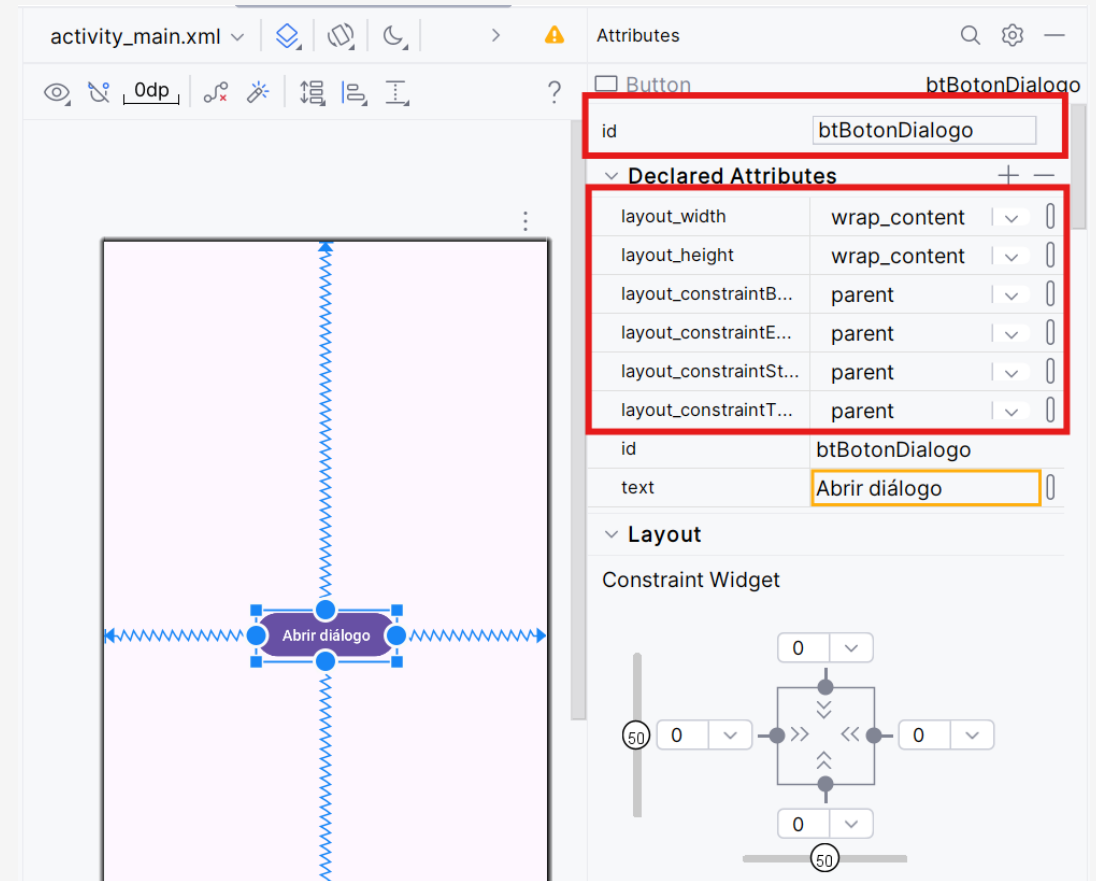 activity_main.xml
Attributes
0dp
?
Button btBotonDialogo
id btBotonDialogo
Declared Attributes
layout_width wrap_content
layout_height wrap_content
layout_constraintB... parent
layout_constraintE... parent
layout_constraintSt... parent
layout_constraintT... parent
id btBotonDialogo
text Abrir diálogo
Layout
Constraint Widget
Abrir diálogo
0
50 0 0
0
50